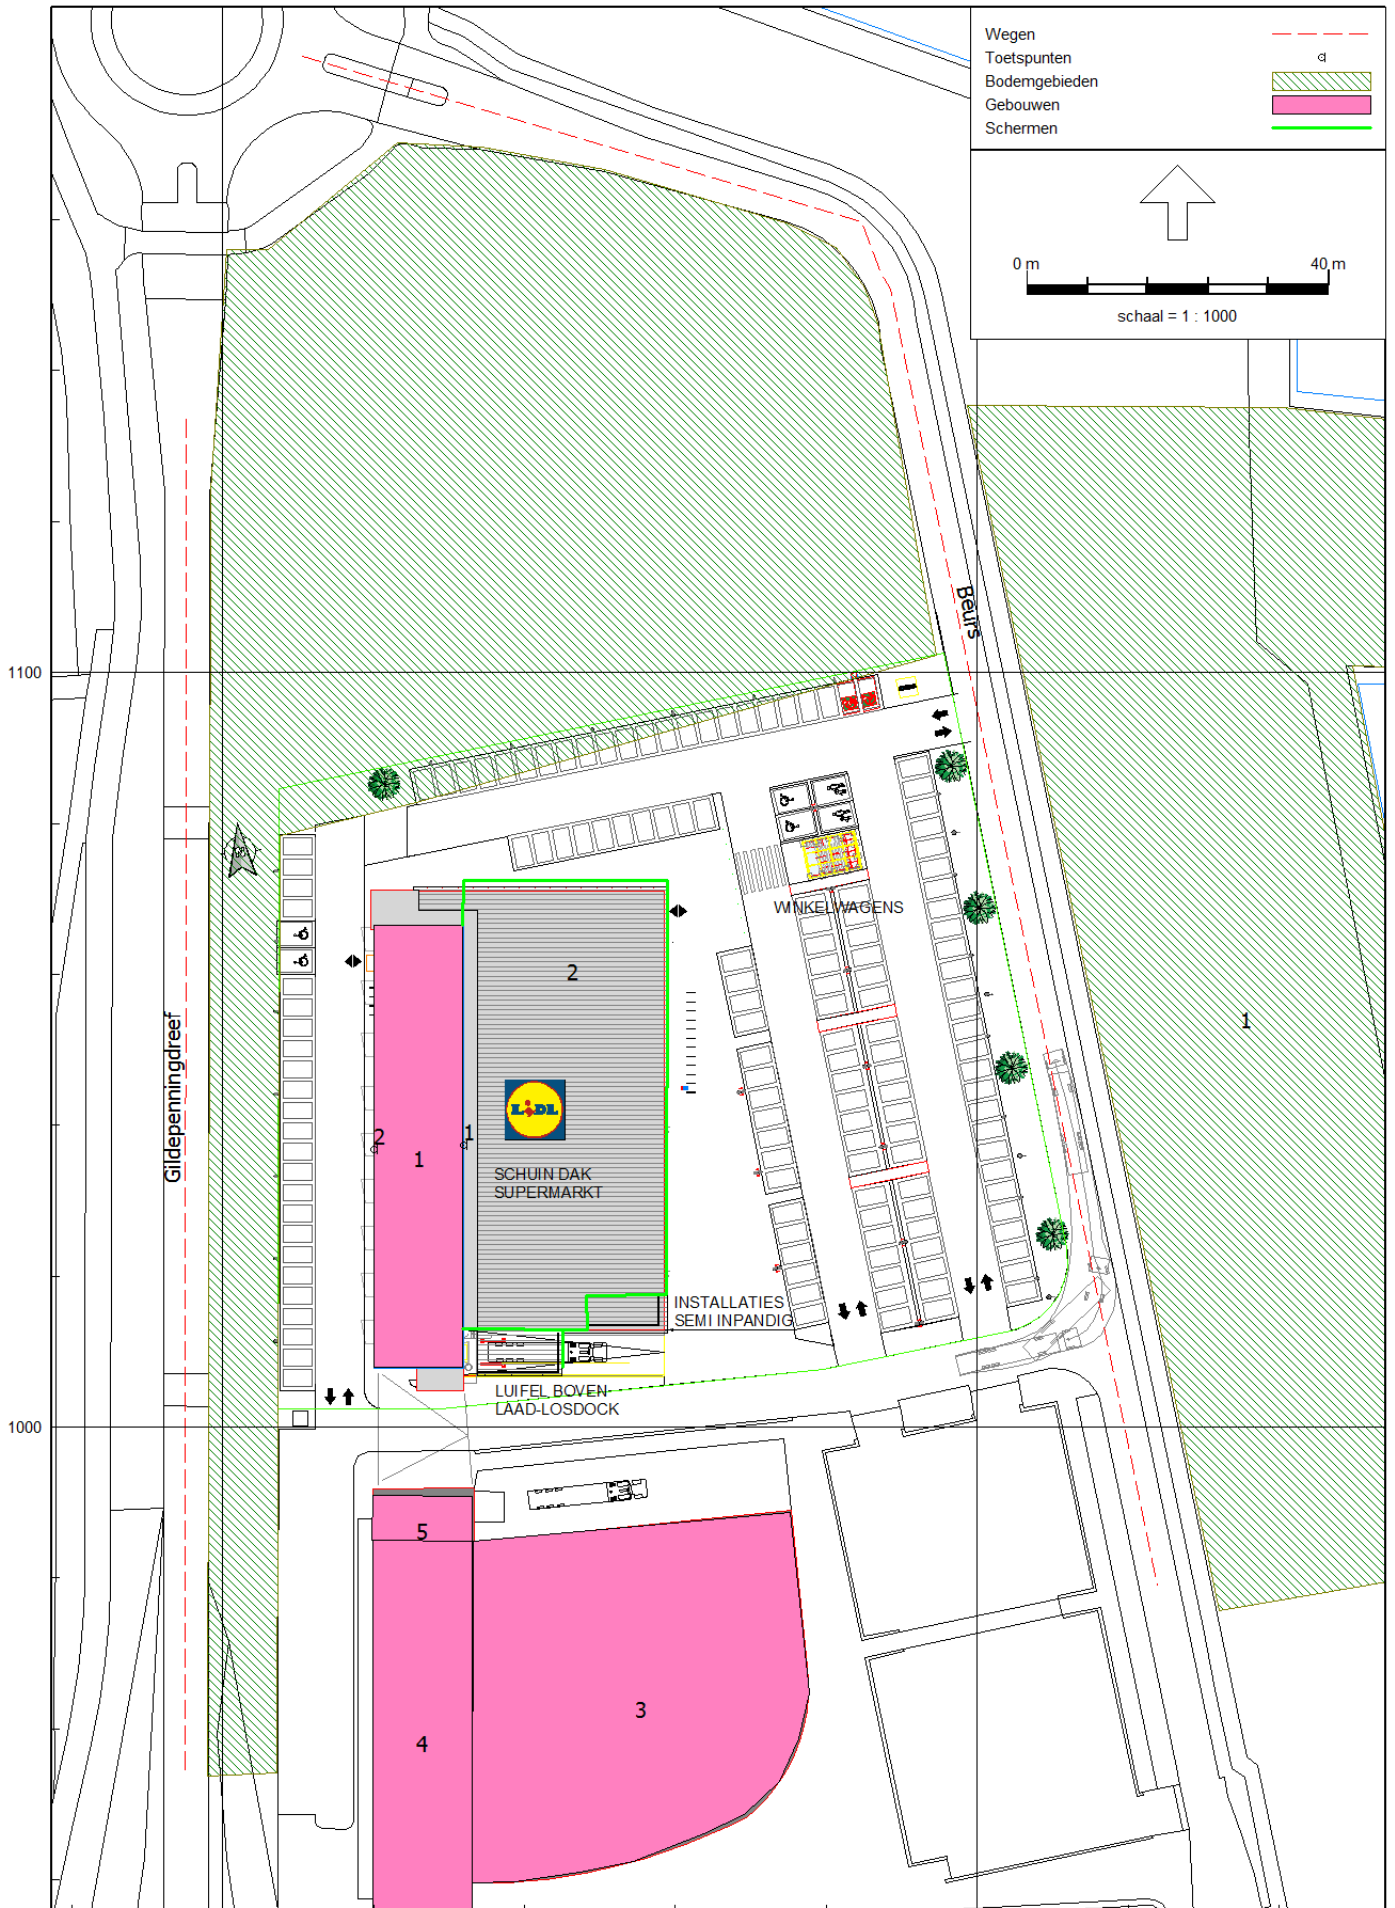 Wegen
Toetspunten
Bodemgebieden
Gebouwen
Schermen
0 m
40 m
schaal = 1 : 1000
Beurs
1100
WINKELWAGENS
2
1
Gildepenningdreef
LIDL
2
1
1
SCHUIN DAK
SUPERMARKT
INSTALLATIES
SEMI INPANDIG
LUIFEL BOVEN-
LAAD-LOSDOCK
1000
5
3
4